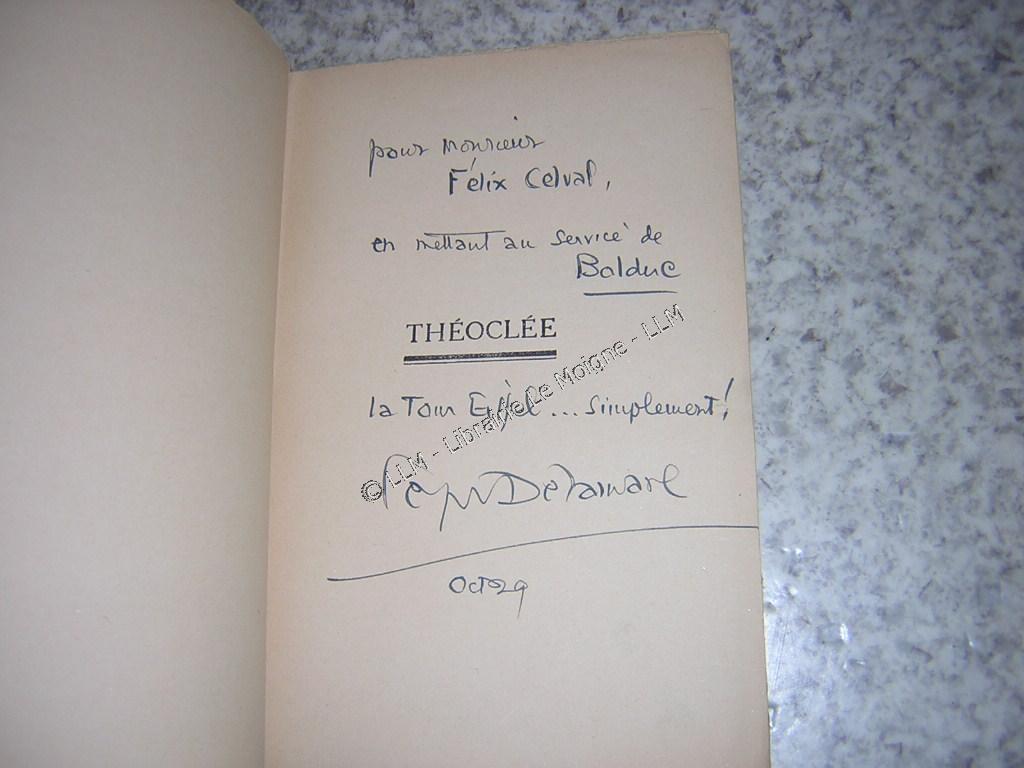 pour Monsieur
Félix Celval,
en mettant au service de
Balduc
THÉOCLÉE
la Tour Eiffel ... simplement!
© LLM - Librairie Le Moigne - LLM
Delamare
Oct 29